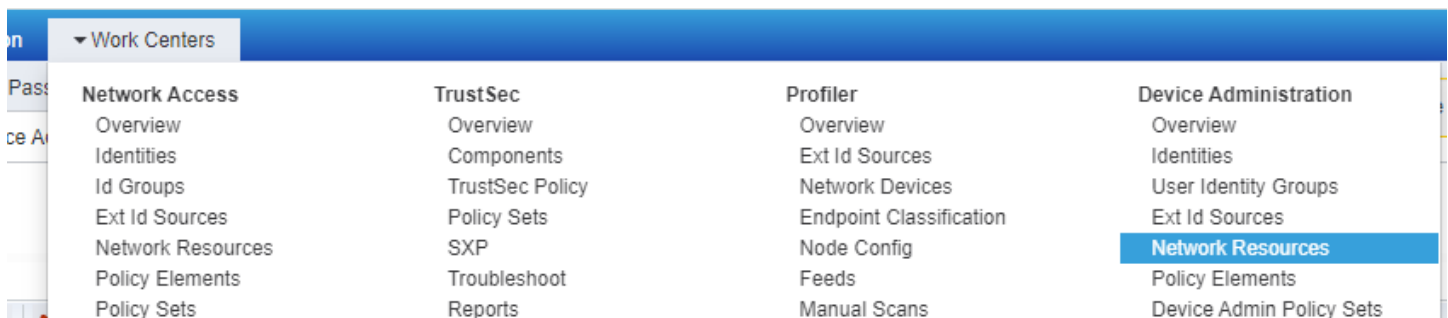 on
Work Centers
Pass
ce A
Network Access
Overview
Identities
Id Groups
Ext Id Sources
Network Resources
Policy Elements
Policy Sets
TrustSec
Overview
Components
TrustSec Policy
Policy Sets
SXP
Troubleshoot
Reports
Profiler
Overview
Ext Id Sources
Network Devices
Endpoint Classification
Node Config
Feeds
Manual Scans
Device Administration
Overview
Identities
User Identity Groups
Ext Id Sources
Network Resources
Policy Elements
Device Admin Policy Sets